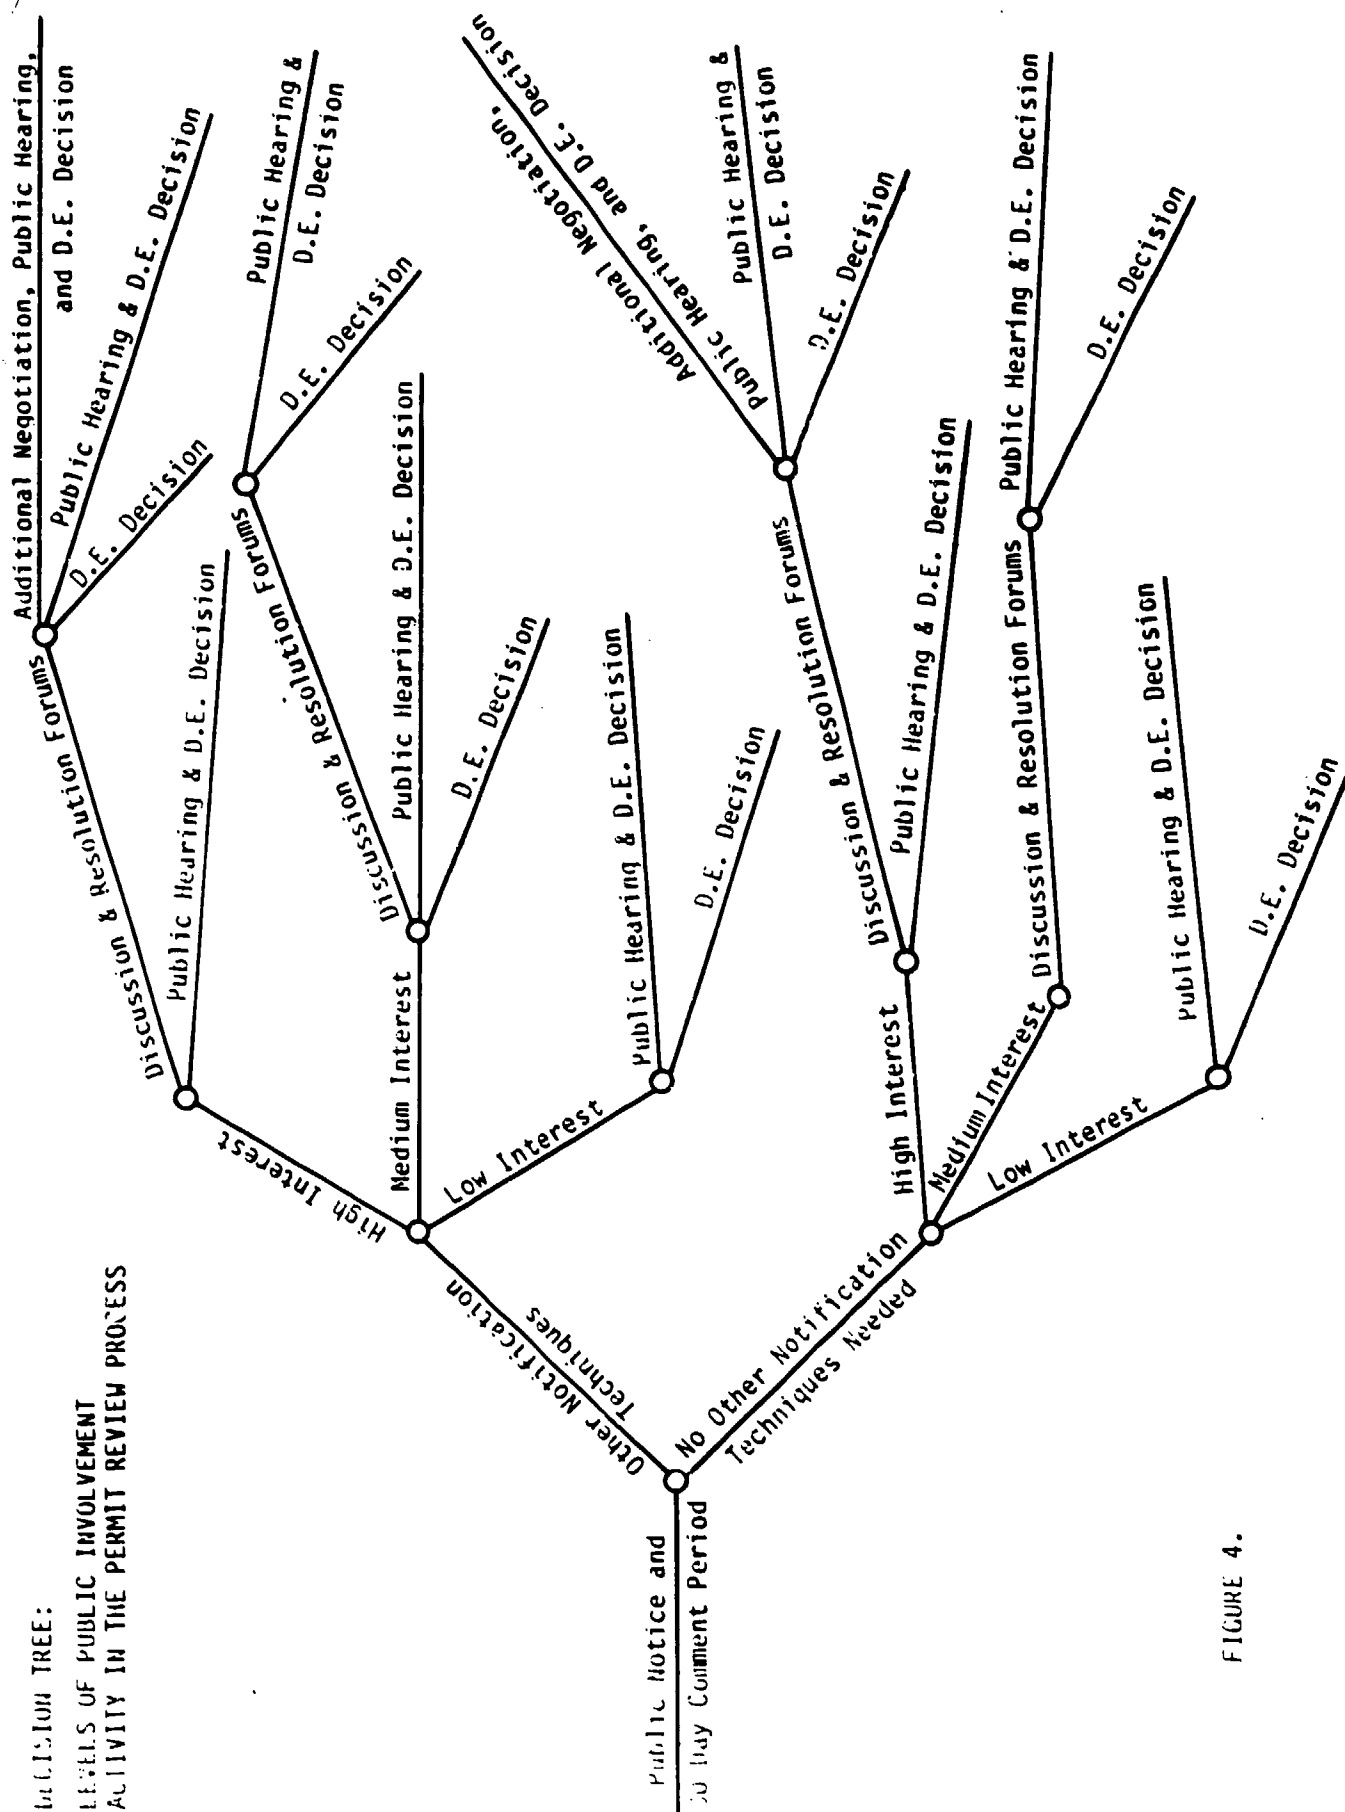 DECISION TREE:
LEVELS OF PUBLIC INVOLVEMENT
ACTIVITY IN THE PERMIT REVIEW PROCESS
Public Notice and
Day Comment Period
Other Notification
Techniques
No Other Notification
Techniques Needed
High Interest
Discussion & Resolution Forums
Additional Negotiation, Public Hearing,
and D.E. Decision
Public Hearing & D.E. Decision
D.E. Decision
Public Hearing & D.E. Decision
Medium Interest
Discussion & Resolution Forums
Public Hearing &
D.E. Decision
D.E. Decision
Public Hearing & D.E. Decision
D.E. Decision
Low Interest
Public Hearing & D.E. Decision
D.E. Decision
High Interest
Discussion & Resolution Forums
Additional Negotiation,
Public Hearing, and D.E. Decision
Public Hearing &
D.E. Decision
D.E. Decision
Public Hearing & D.E. Decision
Medium Interest
Discussion & Resolution Forums
Public Hearing & D.E. Decision
D.E. Decision
Low Interest
Public Hearing & D.E. Decision
D.E. Decision
FIGURE 4.